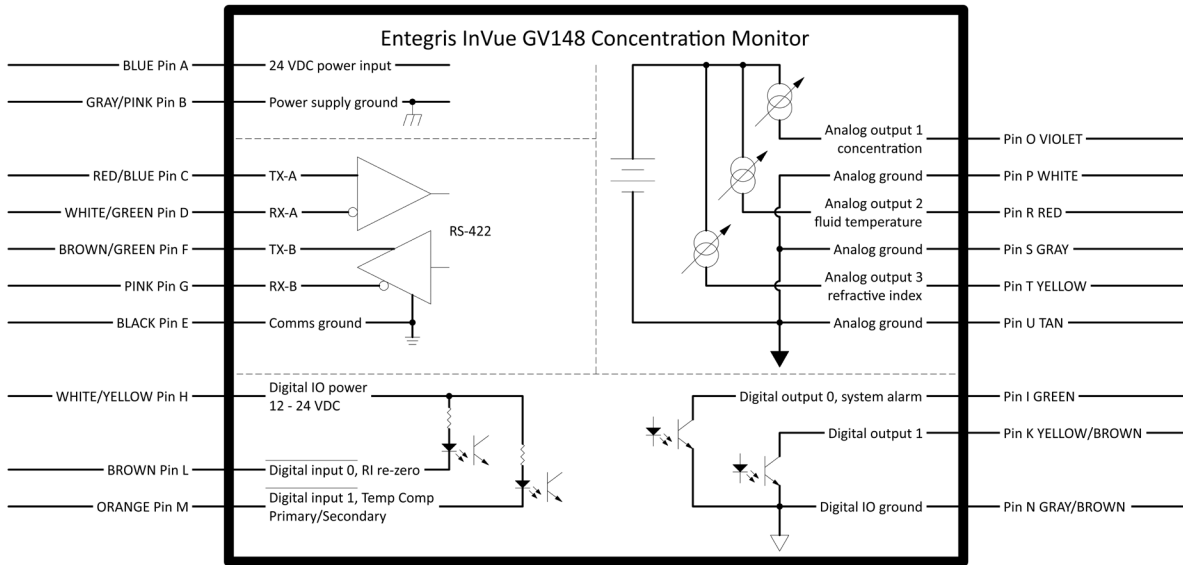 Entegris InVue GV148 Concentration Monitor
BLUE Pin A
24 VDC power input
GRAY/PINK Pin B
Power supply ground
RED/BLUE Pin C
TX-A
WHITE/GREEN Pin D
RX-A
BROWN/GREEN Pin F
TX-B
PINK Pin G
RX-B
BLACK Pin E
Comms ground
RS-422
WHITE/YELLOW Pin H
Digital IO power
12 - 24 VDC
BROWN Pin L
Digital input 0, RI re-zero
ORANGE Pin M
Digital input 1, Temp Comp
Primary/Secondary
Analog output 1
concentration
Pin O VIOLET
Analog ground
Pin P WHITE
Analog output 2
fluid temperature
Pin R RED
Analog ground
Pin S GRAY
Analog output 3
refractive index
Pin T YELLOW
Analog ground
Pin U TAN
Digital output 0, system alarm
Pin I GREEN
Digital output 1
Pin K YELLOW/BROWN
Digital IO ground
Pin N GRAY/BROWN